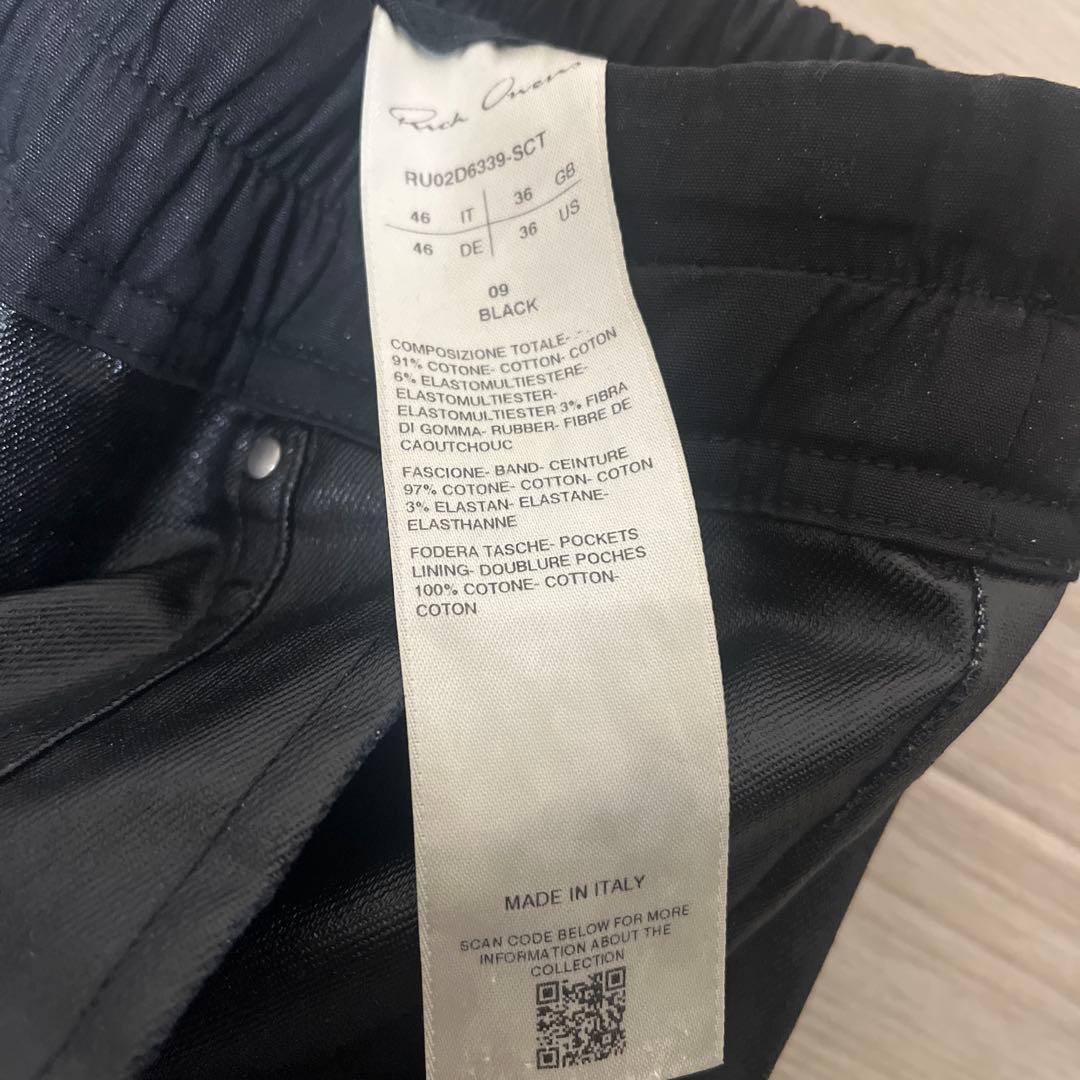 Rick Owens
RU02D6339-SCT
46 IT 36 GB
46 DE 36 US
09
BLACK
COMPOSIZIONE TOTALE-
91% COTONE- COTTON- COTON
6% ELASTOMULTIESTERE-
ELASTOMULTIESTER-
ELASTOMULTIESTER 3% FIBRA
DI GOMMA- RUBBER- FIBRE DE
CAOUTCHOUC
FASCIONE- BAND- CEINTURE
97% COTONE- COTTON- COTON
3% ELASTAN- ELASTANE-
ELASTHANNE
FODERA TASCHE- POCKETS
LINING- DOUBLURE POCHES
100% COTONE- COTTON-
COTON
MADE IN ITALY
SCAN CODE BELOW FOR MORE
INFORMATION ABOUT THE
COLLECTION